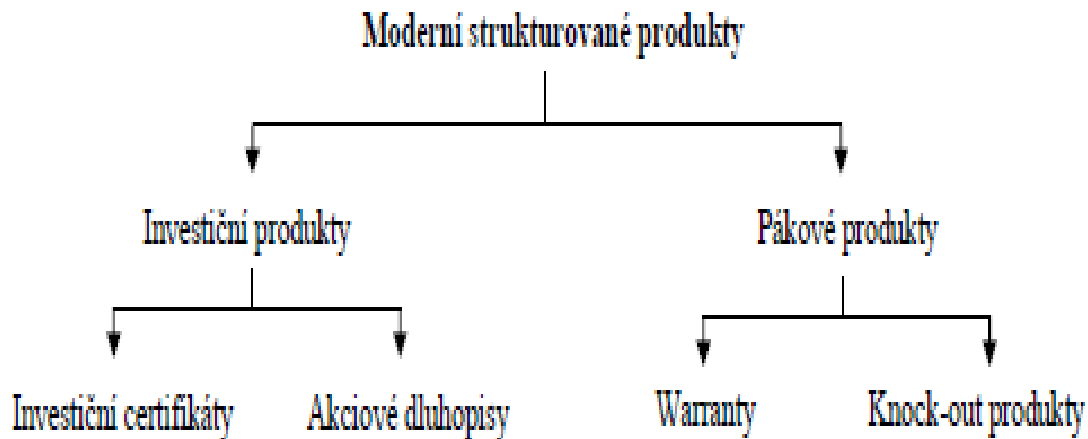 Moderní strukturované produkty
Investiční produkty
Pákové produkty
Investiční certifikáty
Akciové dluhopisy
Warranty
Knock-out produkty